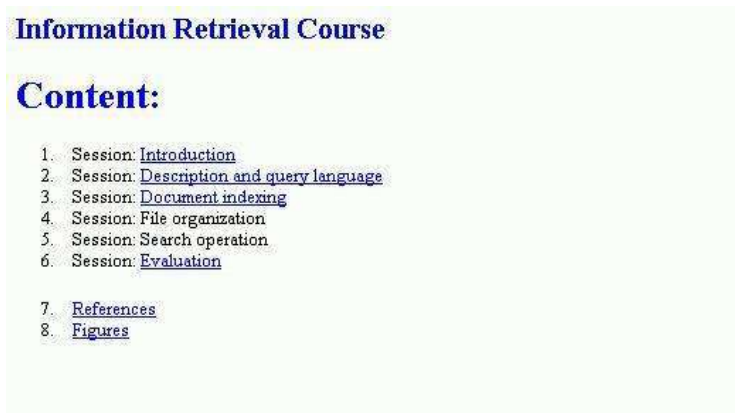 Information Retrieval Course
Content:
1. Session: Introduction
2. Session: Description and query language
3. Session: Document indexing
4. Session: File organization
5. Session: Search operation
6. Session: Evaluation
7. References
8. Figures